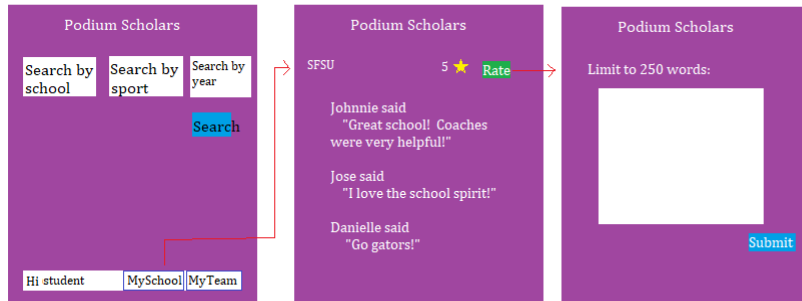 Podium Scholars
Search by
school
Search by
sport
Search by
year
Search
Hi student
MySchool
MyTeam
Podium Scholars
SFSU
5
Rate
Johnnie said
"Great school! Coaches
were very helpful!"
Jose said
"I love the school spirit!"
Danielle said
"Go gators!"
Podium Scholars
Limit to 250 words:
Submit